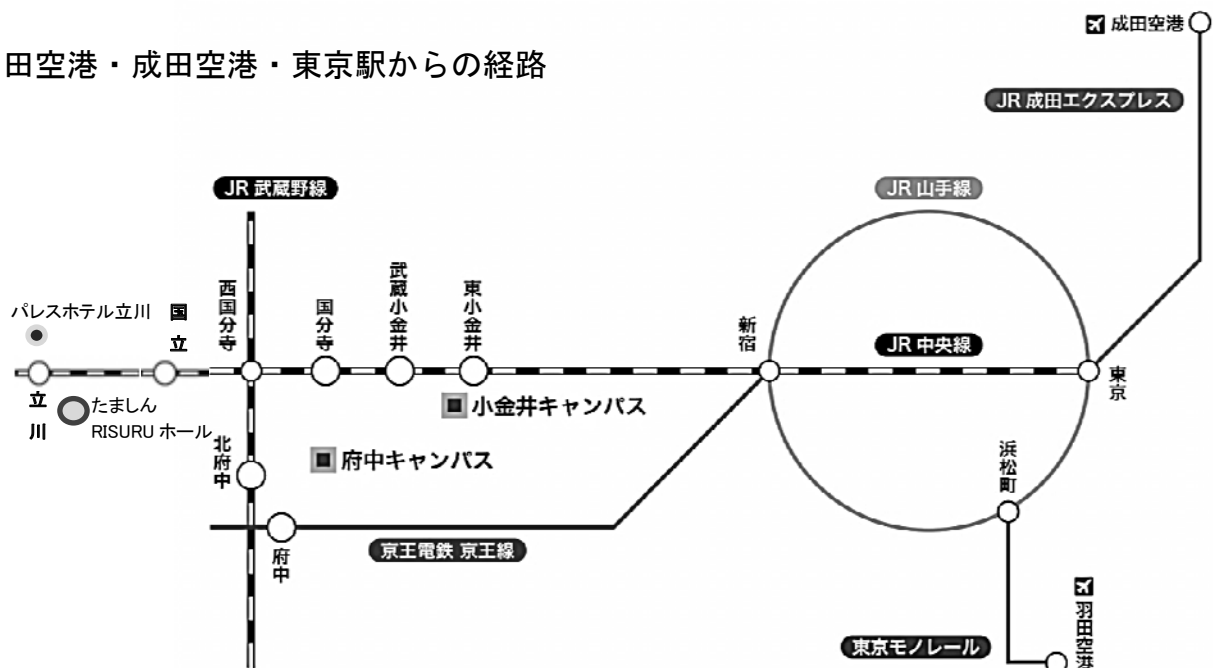 成田空港
田空港・成田空港・東京駅からの経路
JR 成田エクスプレス
JR 武蔵野線
JR 山手線
パレスホテル立川
国立
西国分寺
国分寺
武蔵小金井
東小金井
新宿
JR 中央線
東京
立川
たましん
RISURU ホール
小金井キャンパス
北府中
府中キャンパス
浜松町
京王電鉄 京王線
府中
羽田空港
東京モノレール